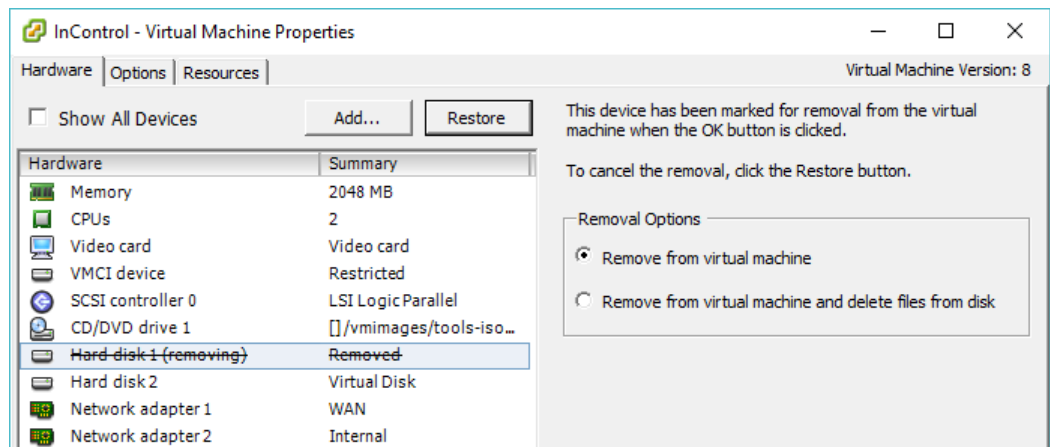 InControl - Virtual Machine Properties
Hardware Options Resources Virtual Machine Version: 8
Show All Devices Add... Restore
Hardware Summary
Memory 2048 MB
CPUs 2
Video card Video card
VMCI device Restricted
SCSI controller 0 LSI Logic Parallel
CD/DVD drive 1 []/vmimages/tools-iso...
Hard disk 1 (removing) Removed
Hard disk 2 Virtual Disk
Network adapter 1 WAN
Network adapter 2 Internal
This device has been marked for removal from the virtual
machine when the OK button is clicked.
To cancel the removal, click the Restore button.
Removal Options
Remove from virtual machine
Remove from virtual machine and delete files from disk